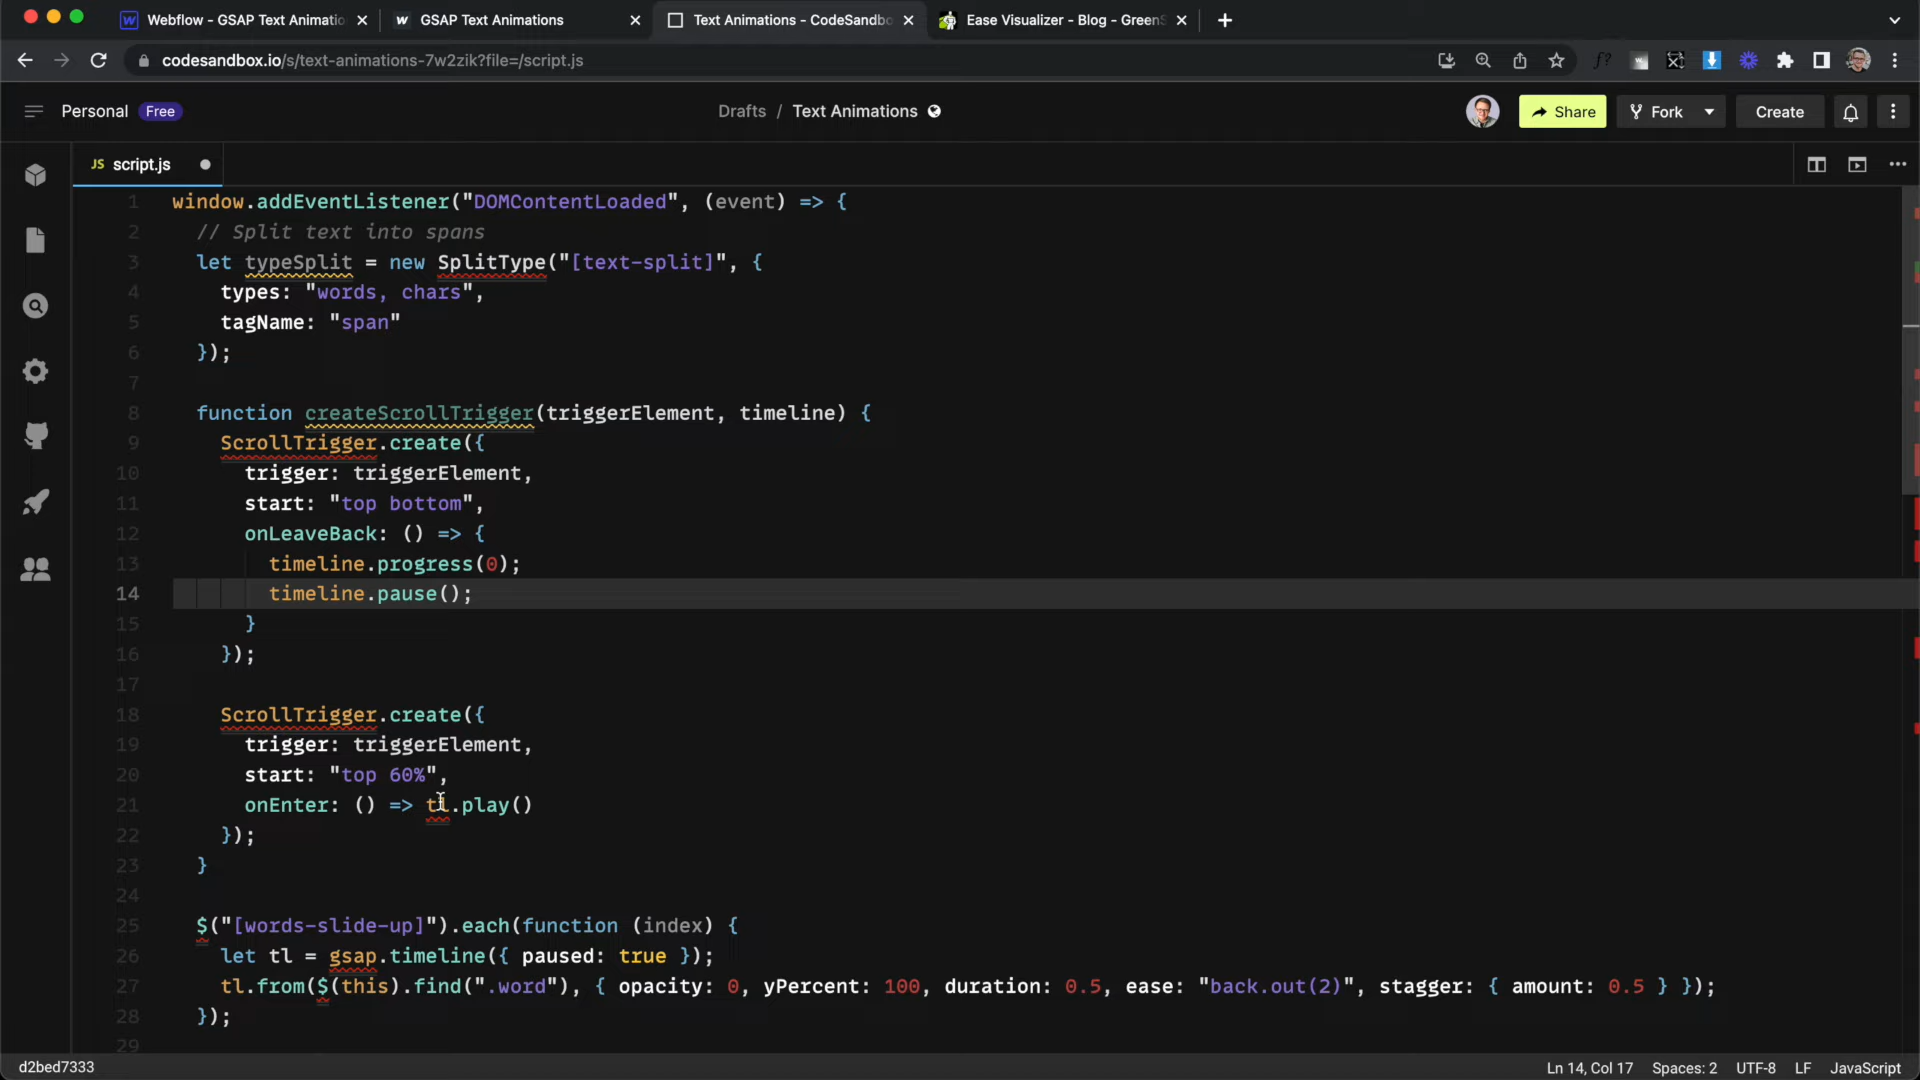 Webflow - GSAP Text Animatio
GSAP Text Animations
Text Animations - CodeSandbo
Ease Visualizer - Blog - GreenS
codesandbox.io/s/text-animations-7w2zik?file=/script.js
Personal Free
Drafts / Text Animations
Share
Fork
Create
JS script.js
1 window.addEventListener("DOMContentLoaded", (event) => {
2 // Split text into spans
3 let typeSplit = new SplitType("[text-split]", {
4 types: "words, chars",
5 tagName: "span"
6 });
7
8 function createScrollTrigger(triggerElement, timeline) {
9 ScrollTrigger.create({
10 trigger: triggerElement,
11 start: "top bottom",
12 onLeaveBack: () => {
13 timeline.progress(0);
14 timeline.pause();
15 }
16 });
17
18 ScrollTrigger.create({
19 trigger: triggerElement,
20 start: "top 60%",
21 onEnter: () => tl.play()
22 });
23 }
24
25 $("[words-slide-up]").each(function (index) {
26 let tl = gsap.timeline({ paused: true });
27 tl.from($(this).find(".word"), { opacity: 0, yPercent: 100, duration: 0.5, ease: "back.out(2)", stagger: { amount: 0.5 } });
28 });
29
d2bed7333
Ln 14, Col 17 Spaces: 2 UTF-8 LF JavaScript